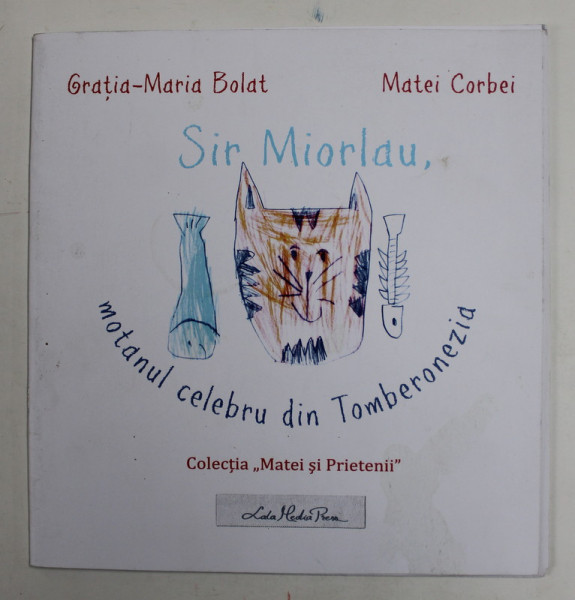 Grația-Maria Bolat Matei Corbei
Sir Miorlau,
motanul celebru din Tomberonezia
Colecția „Matei și Prietenii”
Lala Media Press